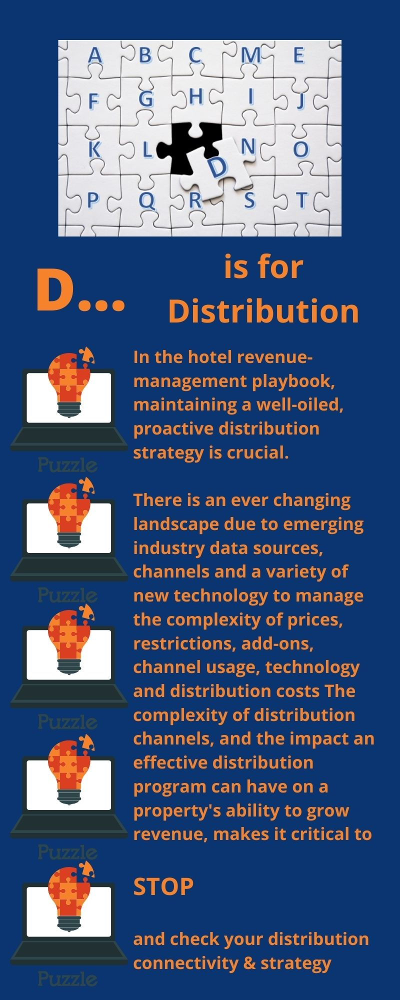 A B C M E
F G H I J
K L D N O
P Q R S T
D...
is for
Distribution
In the hotel revenue-
management playbook,
maintaining a well-oiled,
proactive distribution
strategy is crucial.
Puzzle
There is an ever changing
landscape due to emerging
industry data sources,
channels and a variety of
new technology to manage
Puzzle
the complexity of prices,
restrictions, add-ons,
channel usage, technology
and distribution costs The
complexity of distribution
Puzzle
channels, and the impact an
effective distribution
program can have on a
property's ability to grow
revenue, makes it critical to
Puzzle
STOP
and check your distribution
connectivity & strategy
Puzzle